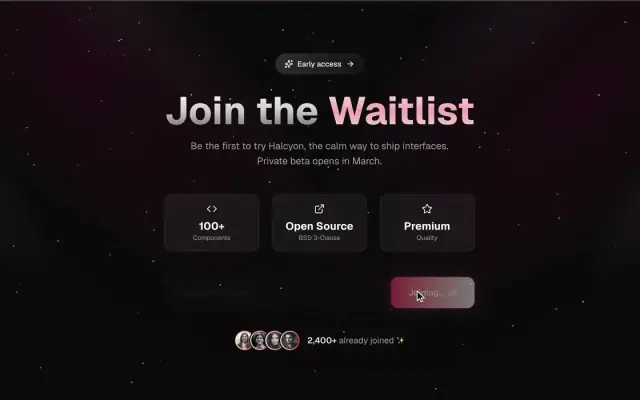 Early access
Join the Waitlist
Be the first to try Halcyon, the calm way to ship interfaces.
Private beta opens in March.
100+
Components
Open Source
BSD 3-Clause
Premium
Quality
Joining...
2,400+ already joined ✨